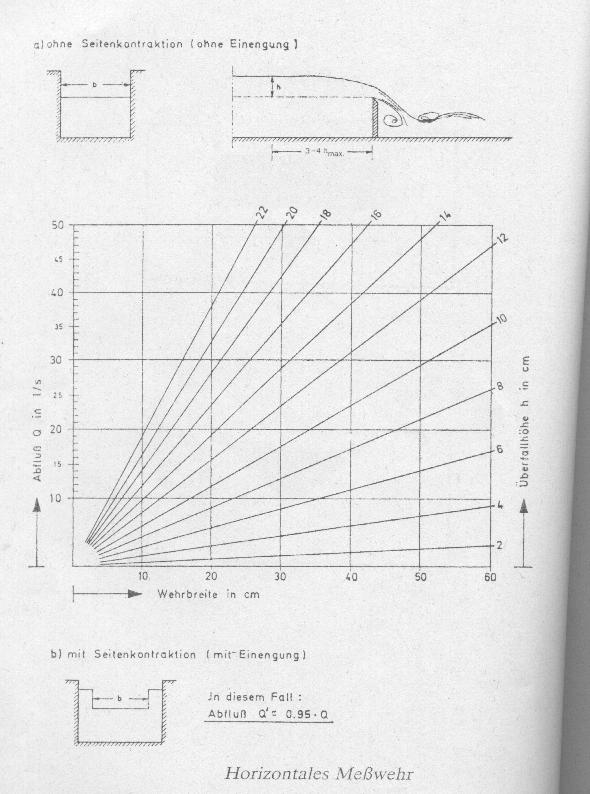 a) ohne Seitenkontraktion (ohne Einengung)
b
h
3-4 hmax.
22 20 18 16 14
50
45
40
35
30
25
20
15
10
12
10
8
6
4
2
Abfluß Q in l/s
Überfallhöhe h in cm
10 20 30 40 50 60
Wehrbreite in cm
b) mit Seitenkontraktion (mit Einengung)
b
Jn diesem Fall :
Abfluß Q' = 0.95 · Q
Horizontales Meßwehr